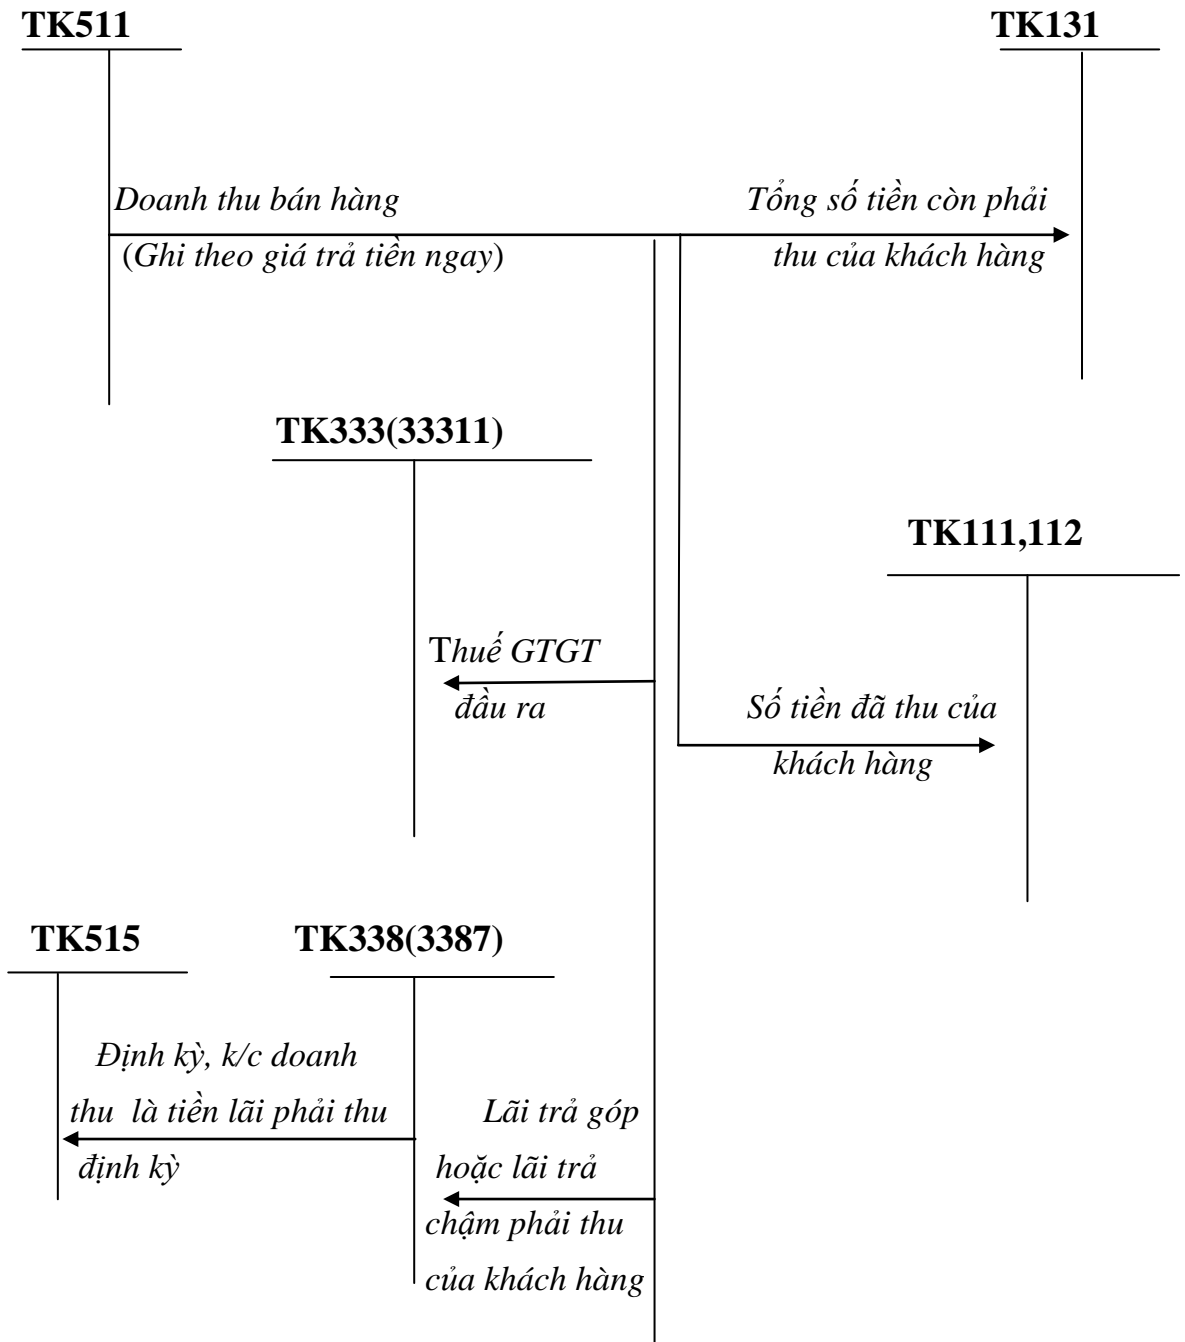 TK511
TK131
Doanh thu bán hàng
(Ghi theo giá trả tiền ngay)
Tổng số tiền còn phải
thu của khách hàng
TK333(33311)
TK111,112
Thuế GTGT
đầu ra
Số tiền đã thu của
khách hàng
TK515
TK338(3387)
Định kỳ, k/c doanh
thu là tiền lãi phải thu
định kỳ
Lãi trả góp
hoặc lãi trả
chậm phải thu
của khách hàng